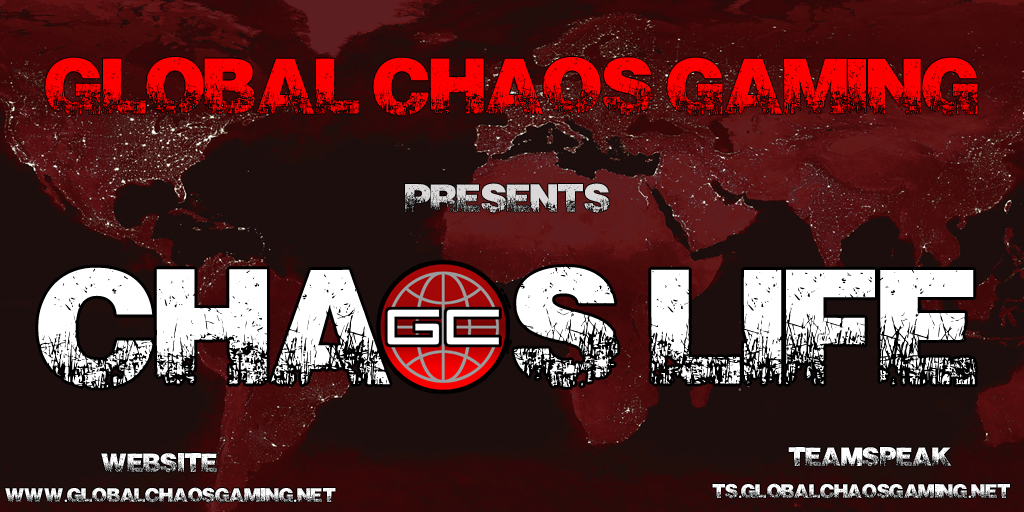 GLOBAL CHAOS GAMING
PRESENTS
CHAOS LIFE
GC
WEBSITE
WWW.GLOBALCHAOSGAMING.NET
TEAMSPEAK
TS.GLOBALCHAOSGAMING.NET